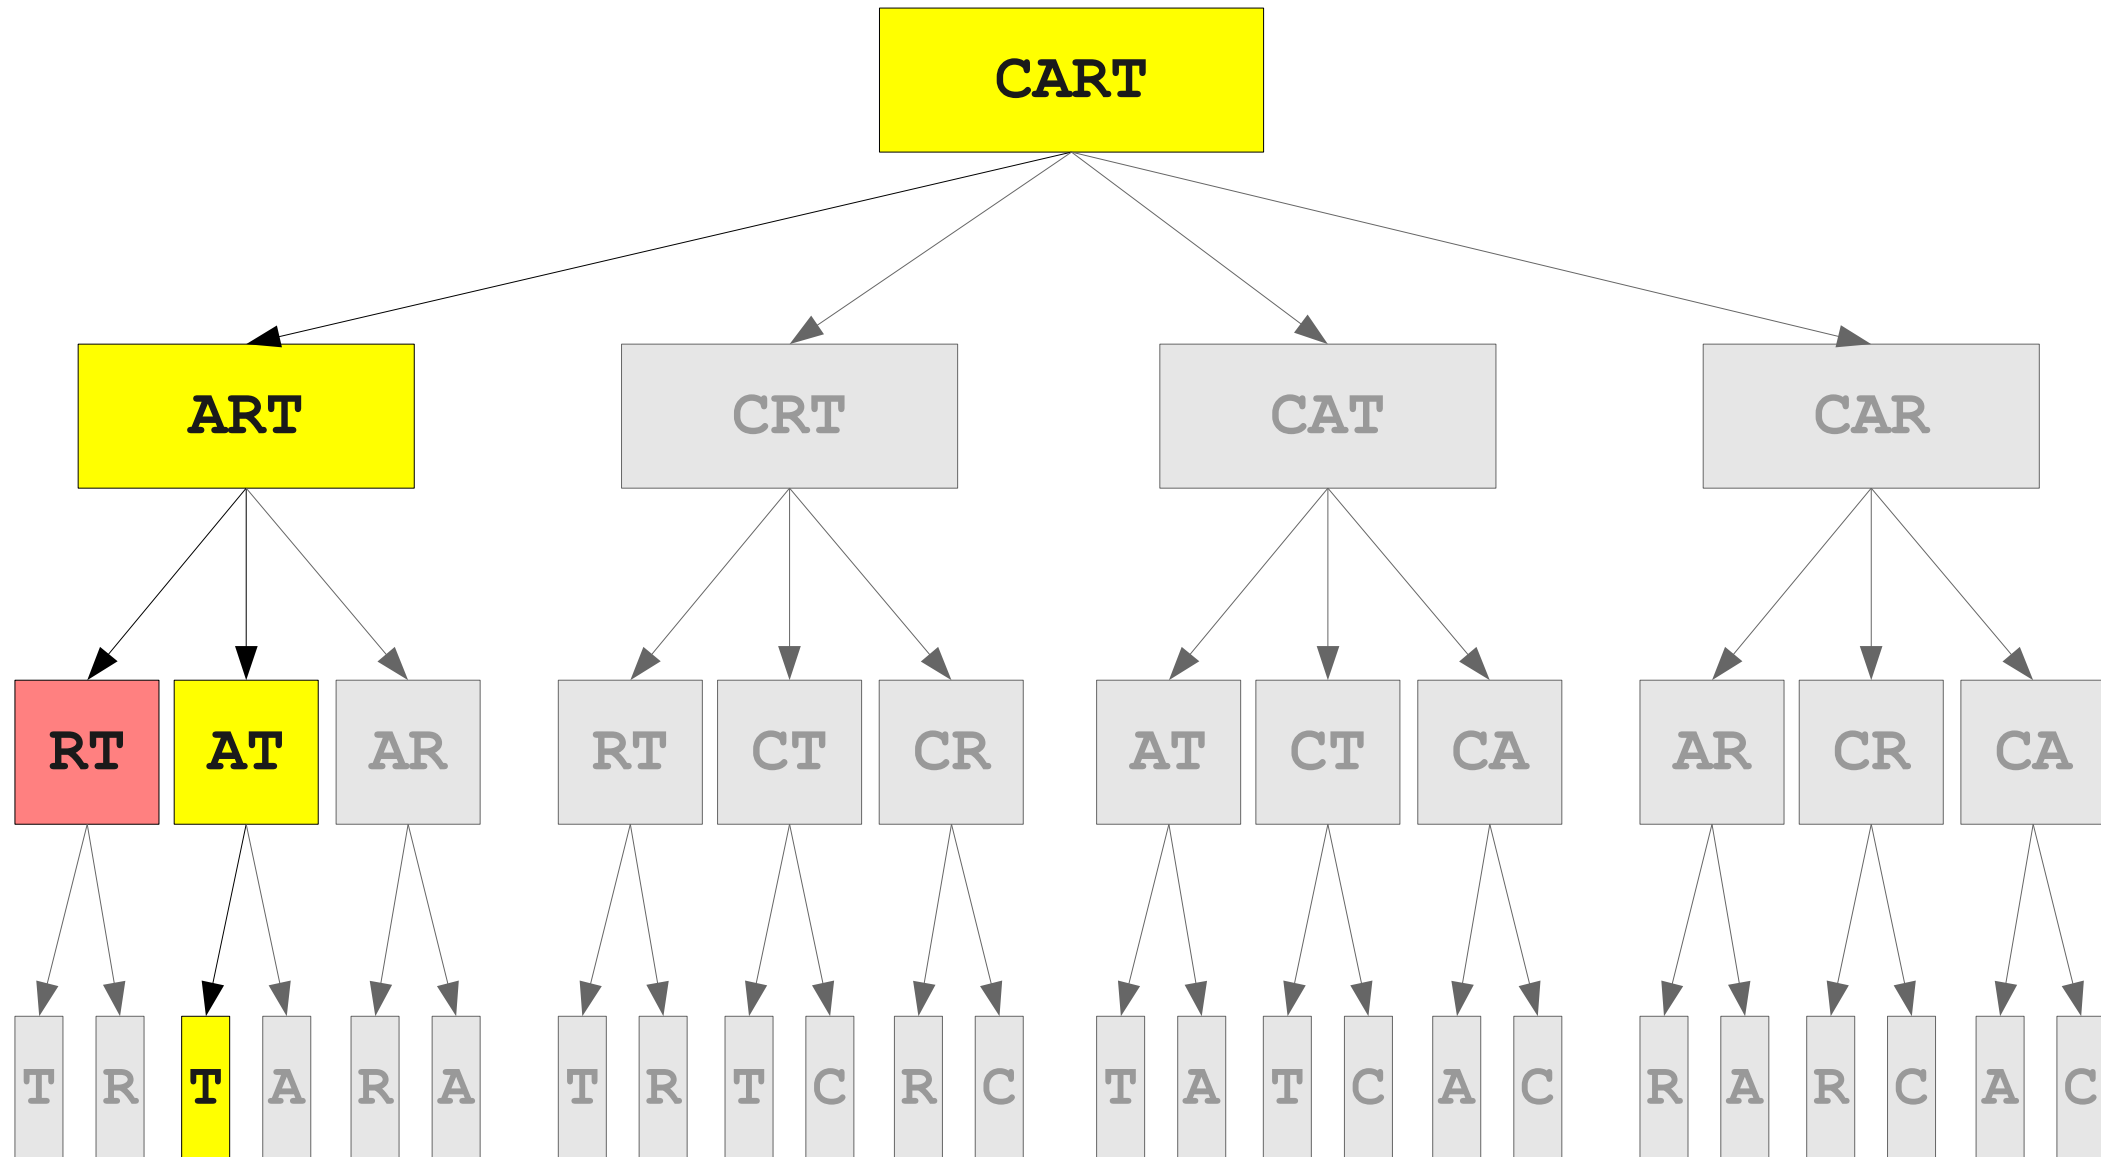 CART
ART CRT CAT CAR
RT AT AR RT CT CR AT CT CA AR CR CA
T R T A R A T R T C R C T A T C A C R A R C A C